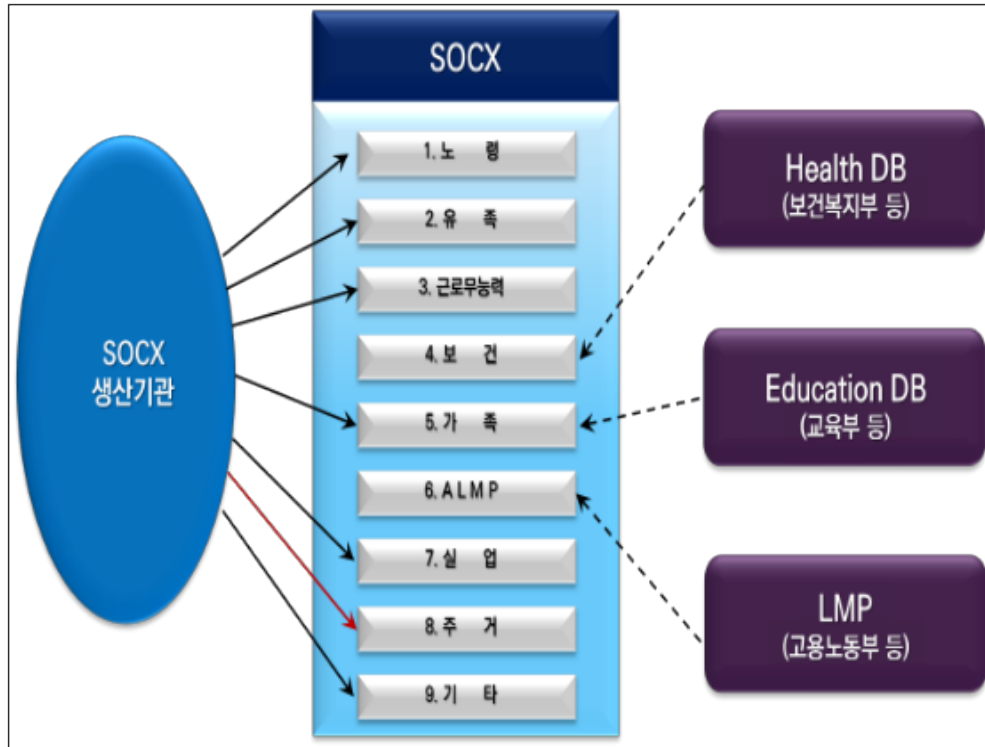 SOCX
1. 노 령
2. 유 족
3. 근로무능력
4. 보 건
5. 가 족
6. A L M P
7. 실 업
8. 주 거
9. 기 타
SOCX
생산기관
Health DB
(보건복지부 등)
Education DB
(교육부 등)
LMP
(고용노동부 등)